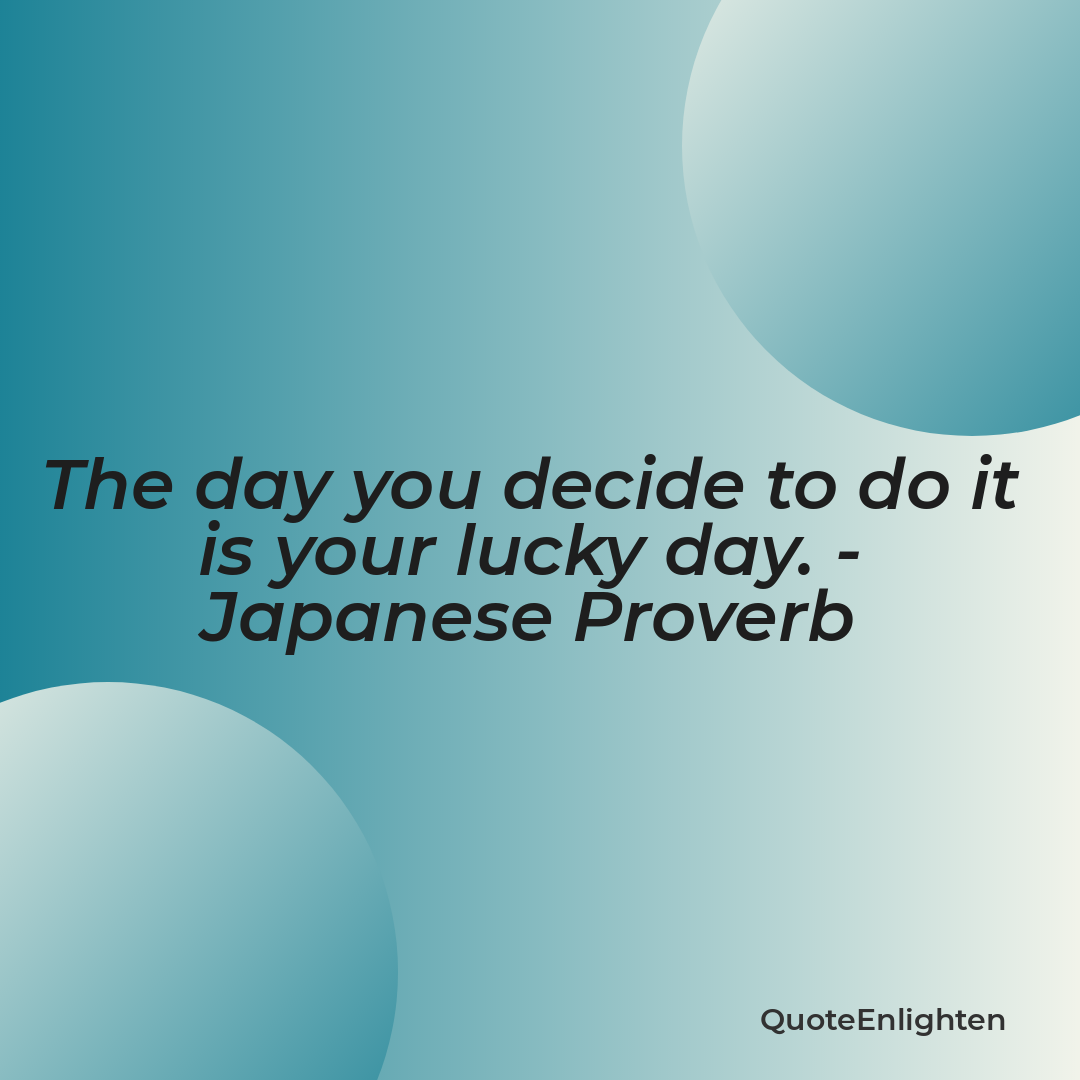 The day you decide to do it
is your lucky day. -
Japanese Proverb
QuoteEnlighten